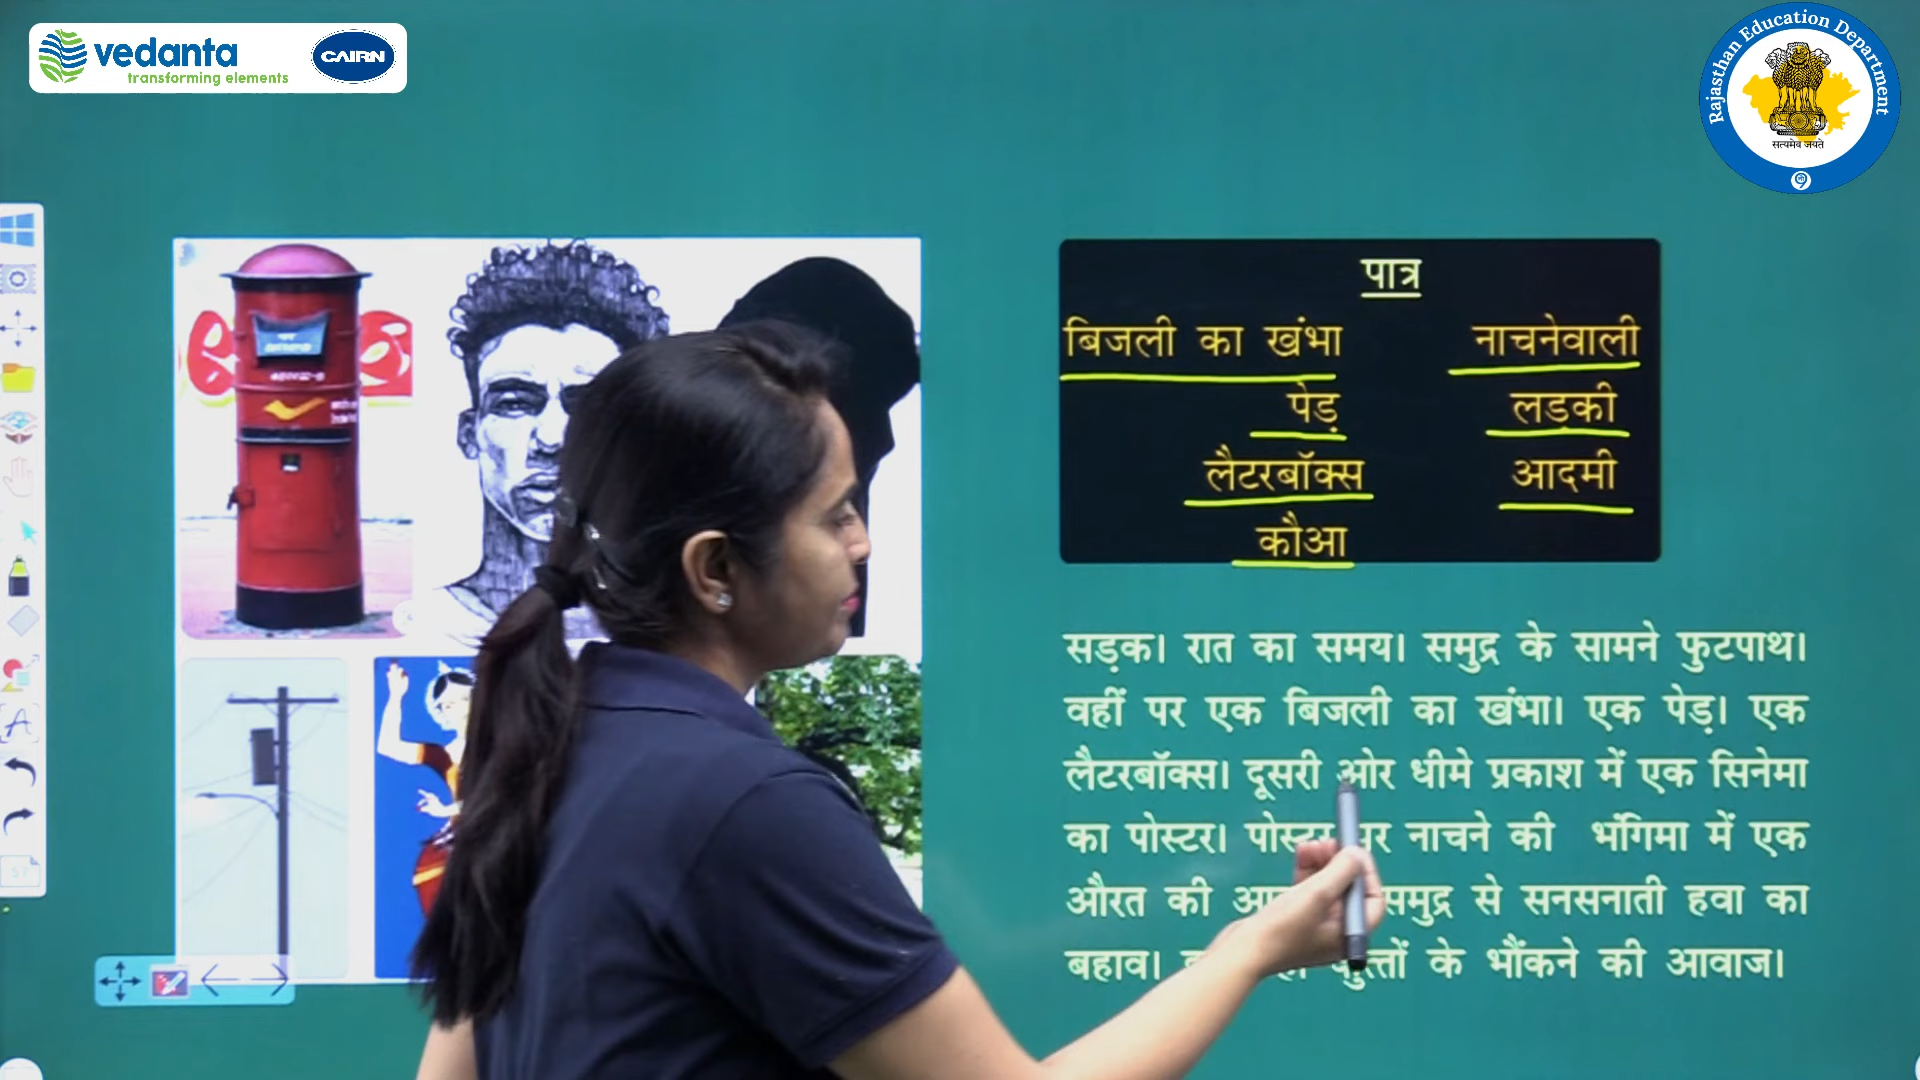 vedanta
transforming elements
CAIRN
Rajasthan Education Department
सत्यमेव जयते
पात्र
बिजली का खंभा नाचनेवाली
पेड़ लड़की
लैटरबॉक्स आदमी
कौआ
सड़क। रात का समय। समुद्र के सामने फुटपाथ।
वहीं पर एक बिजली का खंभा। एक पेड़। एक
लैटरबॉक्स। दूसरी ओर धीमे प्रकाश में एक सिनेमा
का पोस्टर। पोस्टर पर नाचने की भंगिमा में एक
औरत की समुद्र से सनसनाती हवा का
बहाव। कुत्तों के भौंकने की आवाज।